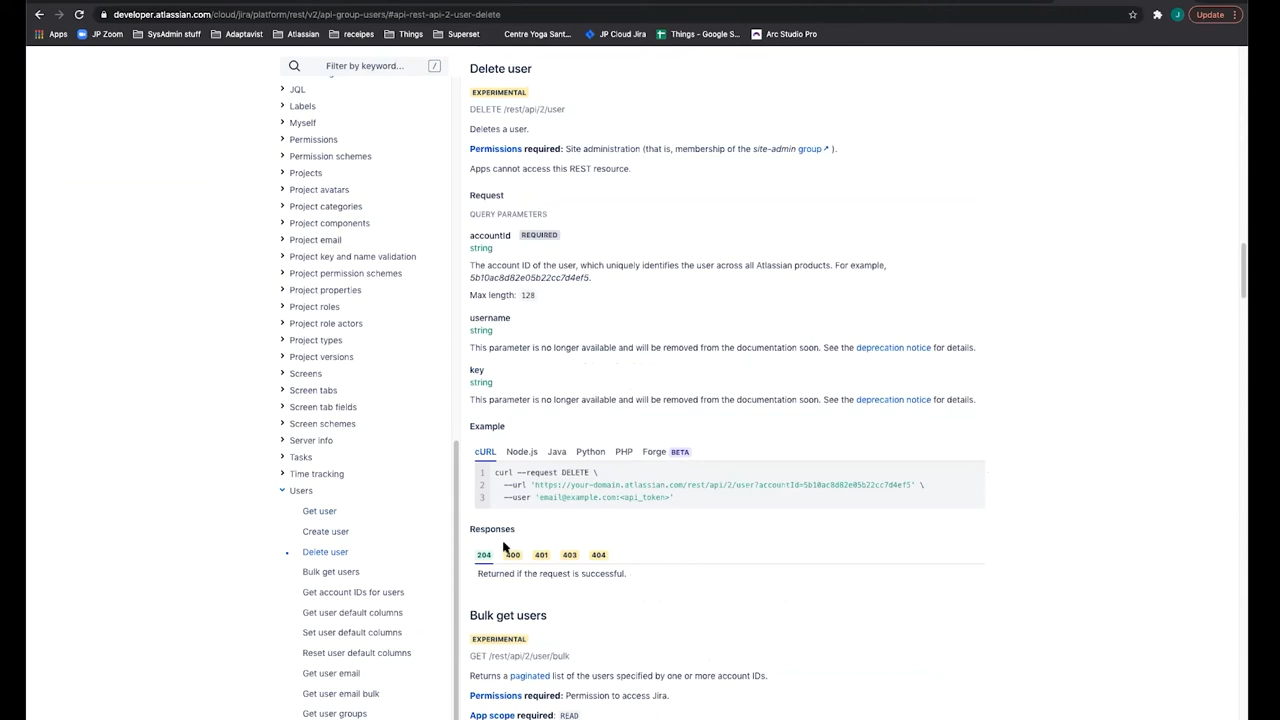 developer.atlassian.com/cloud/jira/platform/rest/v2/api-group-users/#api-rest-api-2-user-delete
J Update
Apps JP Zoom SysAdmin stuff Adaptavist Atlassian receipes Things Superset Centre Yoga Sant... JP Cloud Jira Things - Google S... Arc Studio Pro
Filter by keyword... /
JQL
Labels
Myself
Permissions
Permission schemes
Projects
Project avatars
Project categories
Project components
Project email
Project key and name validation
Project permission schemes
Project properties
Project roles
Project role actors
Project types
Project versions
Screens
Screen tabs
Screen tab fields
Screen schemes
Server info
Tasks
Time tracking
Users
Get user
Create user
Delete user
Bulk get users
Get account IDs for users
Get user default columns
Set user default columns
Reset user default columns
Get user email
Get user email bulk
Get user groups
Delete user
EXPERIMENTAL
DELETE /rest/api/2/user
Deletes a user.
Permissions required: Site administration (that is, membership of the site-admin group↗ ).
Apps cannot access this REST resource.
Request
QUERY PARAMETERS
accountId REQUIRED
string
The account ID of the user, which uniquely identifies the user across all Atlassian products. For example,
5b10ac8d82e05b22cc7d4ef5.
Max length: 128
username
string
This parameter is no longer available and will be removed from the documentation soon. See the deprecation notice for details.
key
string
This parameter is no longer available and will be removed from the documentation soon. See the deprecation notice for details.
Example
cURL Node.js Java Python PHP Forge BETA
1 curl --request DELETE \
2 --url 'https://your-domain.atlassian.com/rest/api/2/user?accountId=5b10ac8d82e05b22cc7d4ef5' \
3 --user 'email@example.com:<api_token>'
Responses
204 400 401 403 404
Returned if the request is successful.
Bulk get users
EXPERIMENTAL
GET /rest/api/2/user/bulk
Returns a paginated list of the users specified by one or more account IDs.
Permissions required: Permission to access Jira.
App scope required: READ